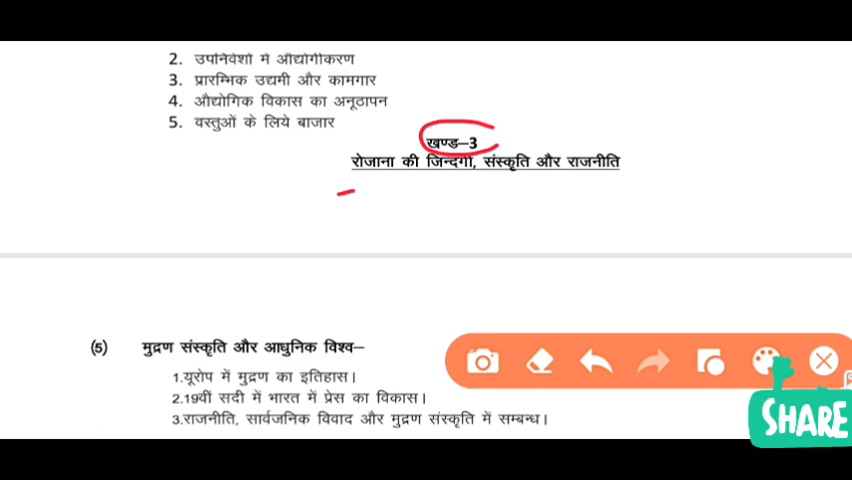 2. उपनिवेशों में औद्योगीकरण
3. प्रारम्भिक उद्यमी और कामगार
4. औद्योगिक विकास का अनूठापन
5. वस्तुओं के लिये बाजार
खण्ड–3
रोजाना की जिन्दगी, संस्कृति और राजनीति
(5) मुद्रण संस्कृति और आधुनिक विश्व–
1.यूरोप में मुद्रण का इतिहास।
2.19वीं सदी में भारत में प्रेस का विकास।
3.राजनीति, सार्वजनिक विवाद और मुद्रण संस्कृति में सम्बन्ध।
SHARE